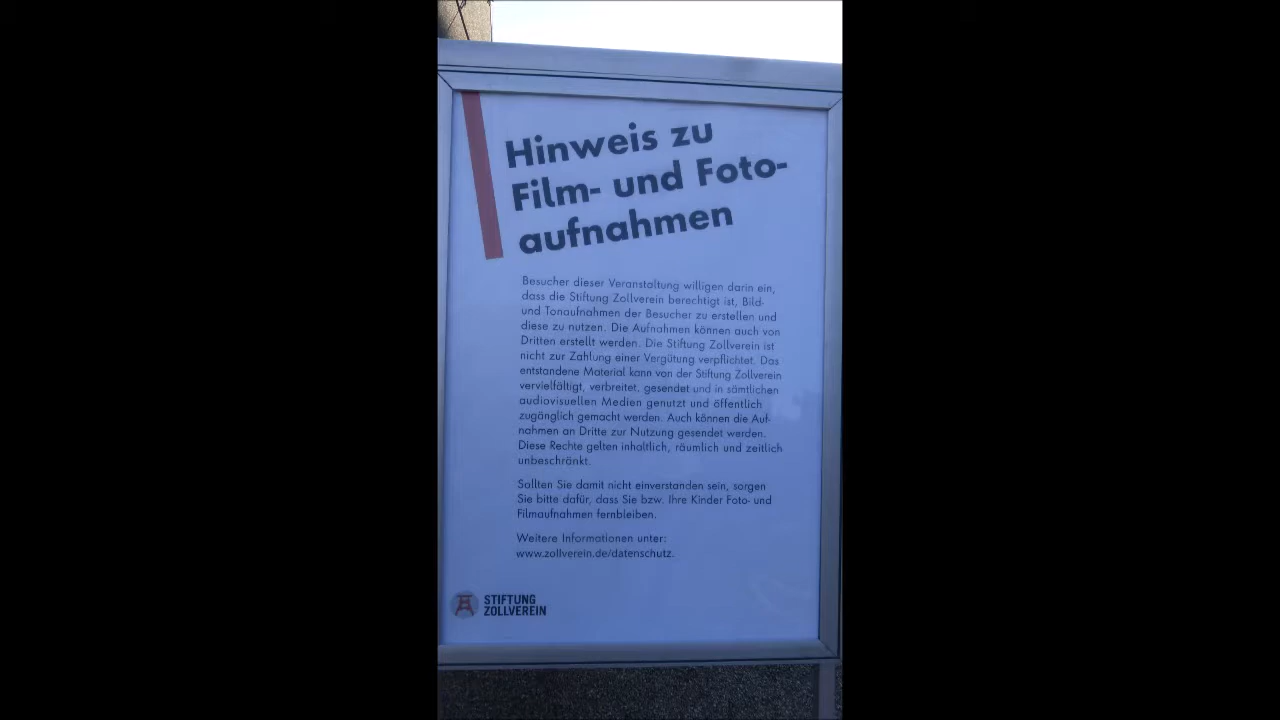 Hinweis zu
Film- und Foto-
aufnahmen
Besucher dieser Veranstaltung willigen darin ein,
dass die Stiftung Zollverein berechtigt ist, Bild-
und Tonaufnahmen der Besucher zu erstellen und
diese zu nutzen. Die Aufnahmen können auch von
Dritten erstellt werden. Die Stiftung Zollverein ist
nicht zur Zahlung einer Vergütung verpflichtet. Das
entstandene Material kann von der Stiftung Zollverein
vervielfältigt, verbreitet, gesendet und in sämtlichen
audiovisuellen Medien genutzt und öffentlich
zugänglich gemacht werden. Auch können die Auf-
nahmen an Dritte zur Nutzung gesendet werden.
Diese Rechte gelten inhaltlich, räumlich und zeitlich
unbeschränkt.
Sollten Sie damit nicht einverstanden sein, sorgen
Sie bitte dafür, dass Sie bzw. Ihre Kinder Foto- und
Filmaufnahmen fernbleiben.
Weitere Informationen unter:
www.zollverein.de/datenschutz.
STIFTUNG
ZOLLVEREIN